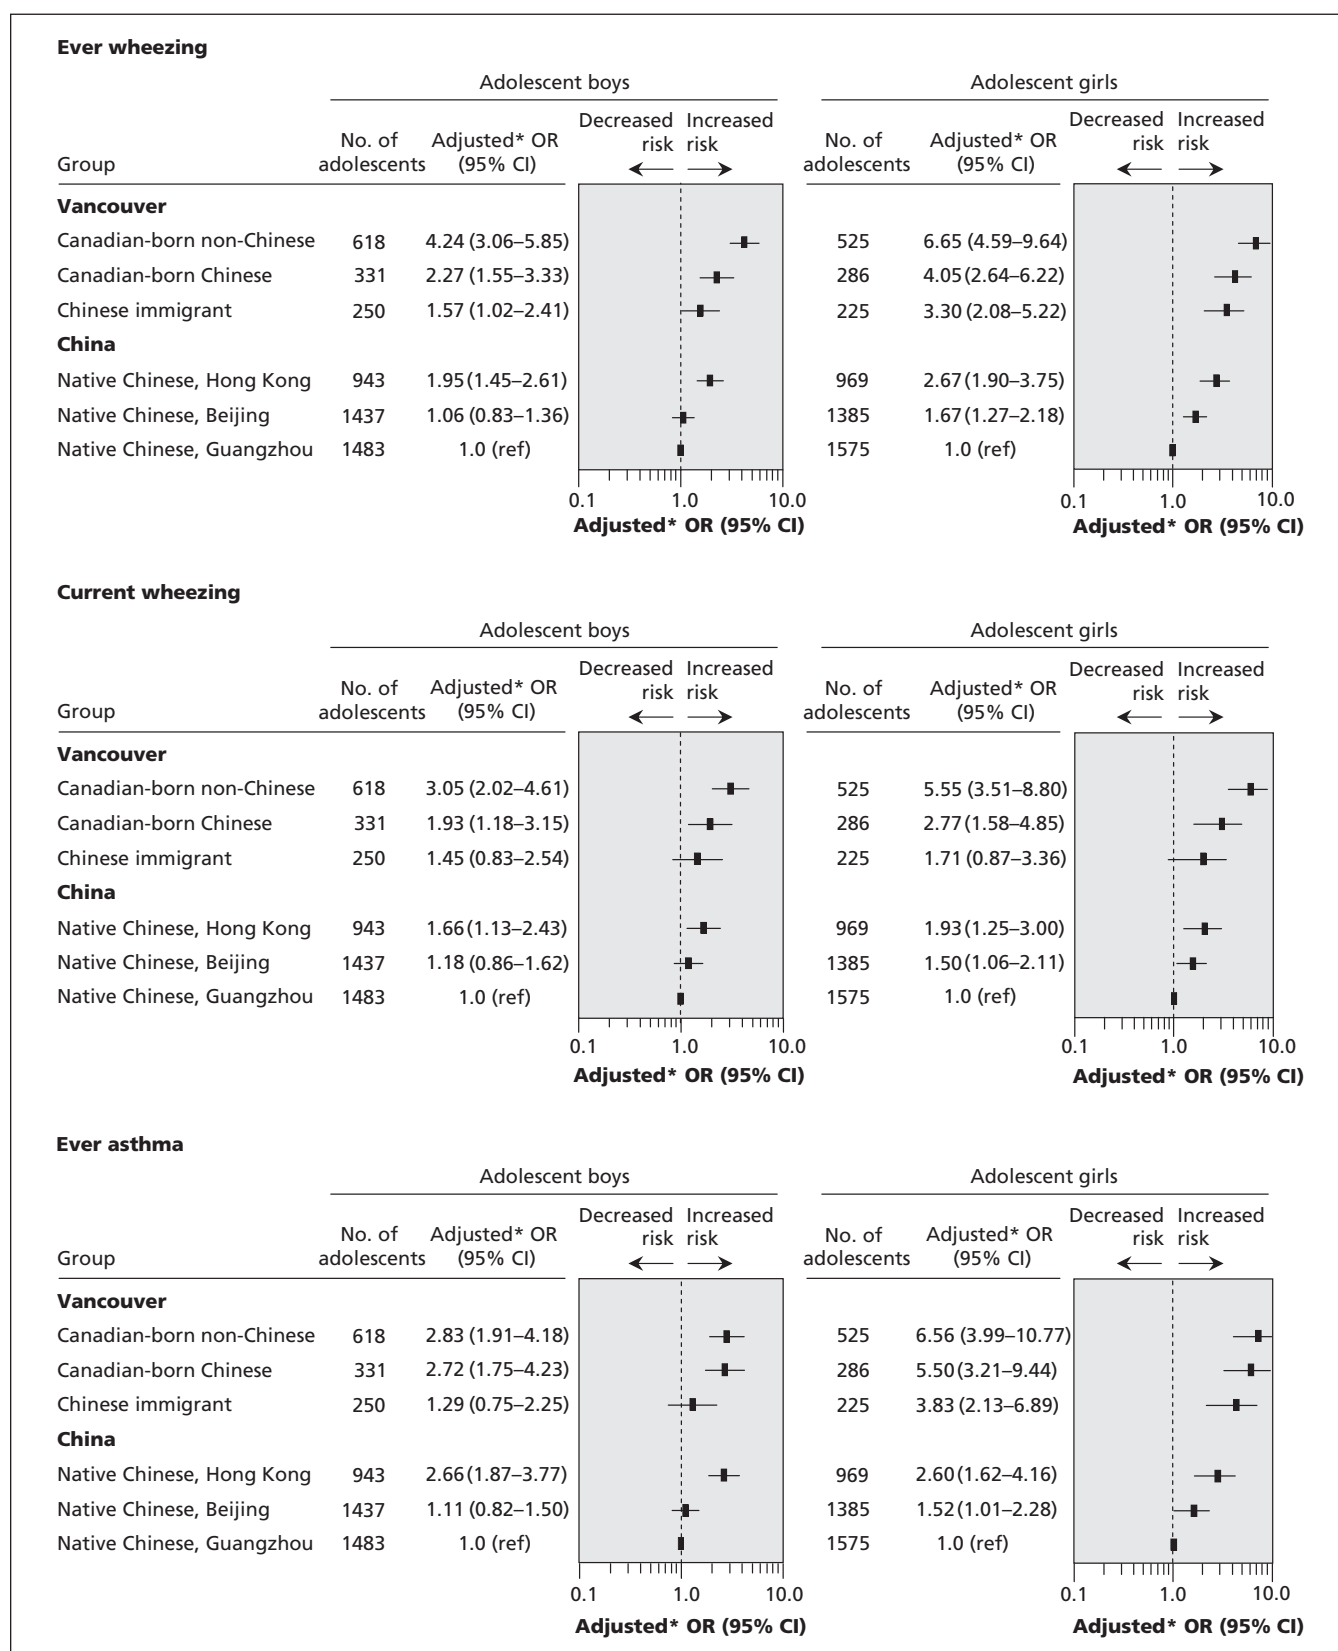 Ever wheezing
Adolescent boys Adolescent girls
Decreased Increased Decreased Increased
No. of Adjusted* OR risk risk No. of Adjusted* OR risk risk
Group adolescents (95% CI) adolescents (95% CI)
Vancouver
Canadian-born non-Chinese 618 4.24 (3.06–5.85) 525 6.65 (4.59–9.64)
Canadian-born Chinese 331 2.27 (1.55–3.33) 286 4.05 (2.64–6.22)
Chinese immigrant 250 1.57 (1.02–2.41) 225 3.30 (2.08–5.22)
China
Native Chinese, Hong Kong 943 1.95 (1.45–2.61) 969 2.67 (1.90–3.75)
Native Chinese, Beijing 1437 1.06 (0.83–1.36) 1385 1.67 (1.27–2.18)
Native Chinese, Guangzhou 1483 1.0 (ref) 1575 1.0 (ref)
0.1 1.0 10.0 0.1 1.0 10.0
Adjusted* OR (95% CI) Adjusted* OR (95% CI)
Current wheezing
Adolescent boys Adolescent girls
Decreased Increased Decreased Increased
No. of Adjusted* OR risk risk No. of Adjusted* OR risk risk
Group adolescents (95% CI) adolescents (95% CI)
Vancouver
Canadian-born non-Chinese 618 3.05 (2.02–4.61) 525 5.55 (3.51–8.80)
Canadian-born Chinese 331 1.93 (1.18–3.15) 286 2.77 (1.58–4.85)
Chinese immigrant 250 1.45 (0.83–2.54) 225 1.71 (0.87–3.36)
China
Native Chinese, Hong Kong 943 1.66 (1.13–2.43) 969 1.93 (1.25–3.00)
Native Chinese, Beijing 1437 1.18 (0.86–1.62) 1385 1.50 (1.06–2.11)
Native Chinese, Guangzhou 1483 1.0 (ref) 1575 1.0 (ref)
0.1 1.0 10.0 0.1 1.0 10.0
Adjusted* OR (95% CI) Adjusted* OR (95% CI)
Ever asthma
Adolescent boys Adolescent girls
Decreased Increased Decreased Increased
No. of Adjusted* OR risk risk No. of Adjusted* OR risk risk
Group adolescents (95% CI) adolescents (95% CI)
Vancouver
Canadian-born non-Chinese 618 2.83 (1.91–4.18) 525 6.56 (3.99–10.77)
Canadian-born Chinese 331 2.72 (1.75–4.23) 286 5.50 (3.21–9.44)
Chinese immigrant 250 1.29 (0.75–2.25) 225 3.83 (2.13–6.89)
China
Native Chinese, Hong Kong 943 2.66 (1.87–3.77) 969 2.60 (1.62–4.16)
Native Chinese, Beijing 1437 1.11 (0.82–1.50) 1385 1.52 (1.01–2.28)
Native Chinese, Guangzhou 1483 1.0 (ref) 1575 1.0 (ref)
0.1 1.0 10.0 0.1 1.0 10.0
Adjusted* OR (95% CI) Adjusted* OR (95% CI)